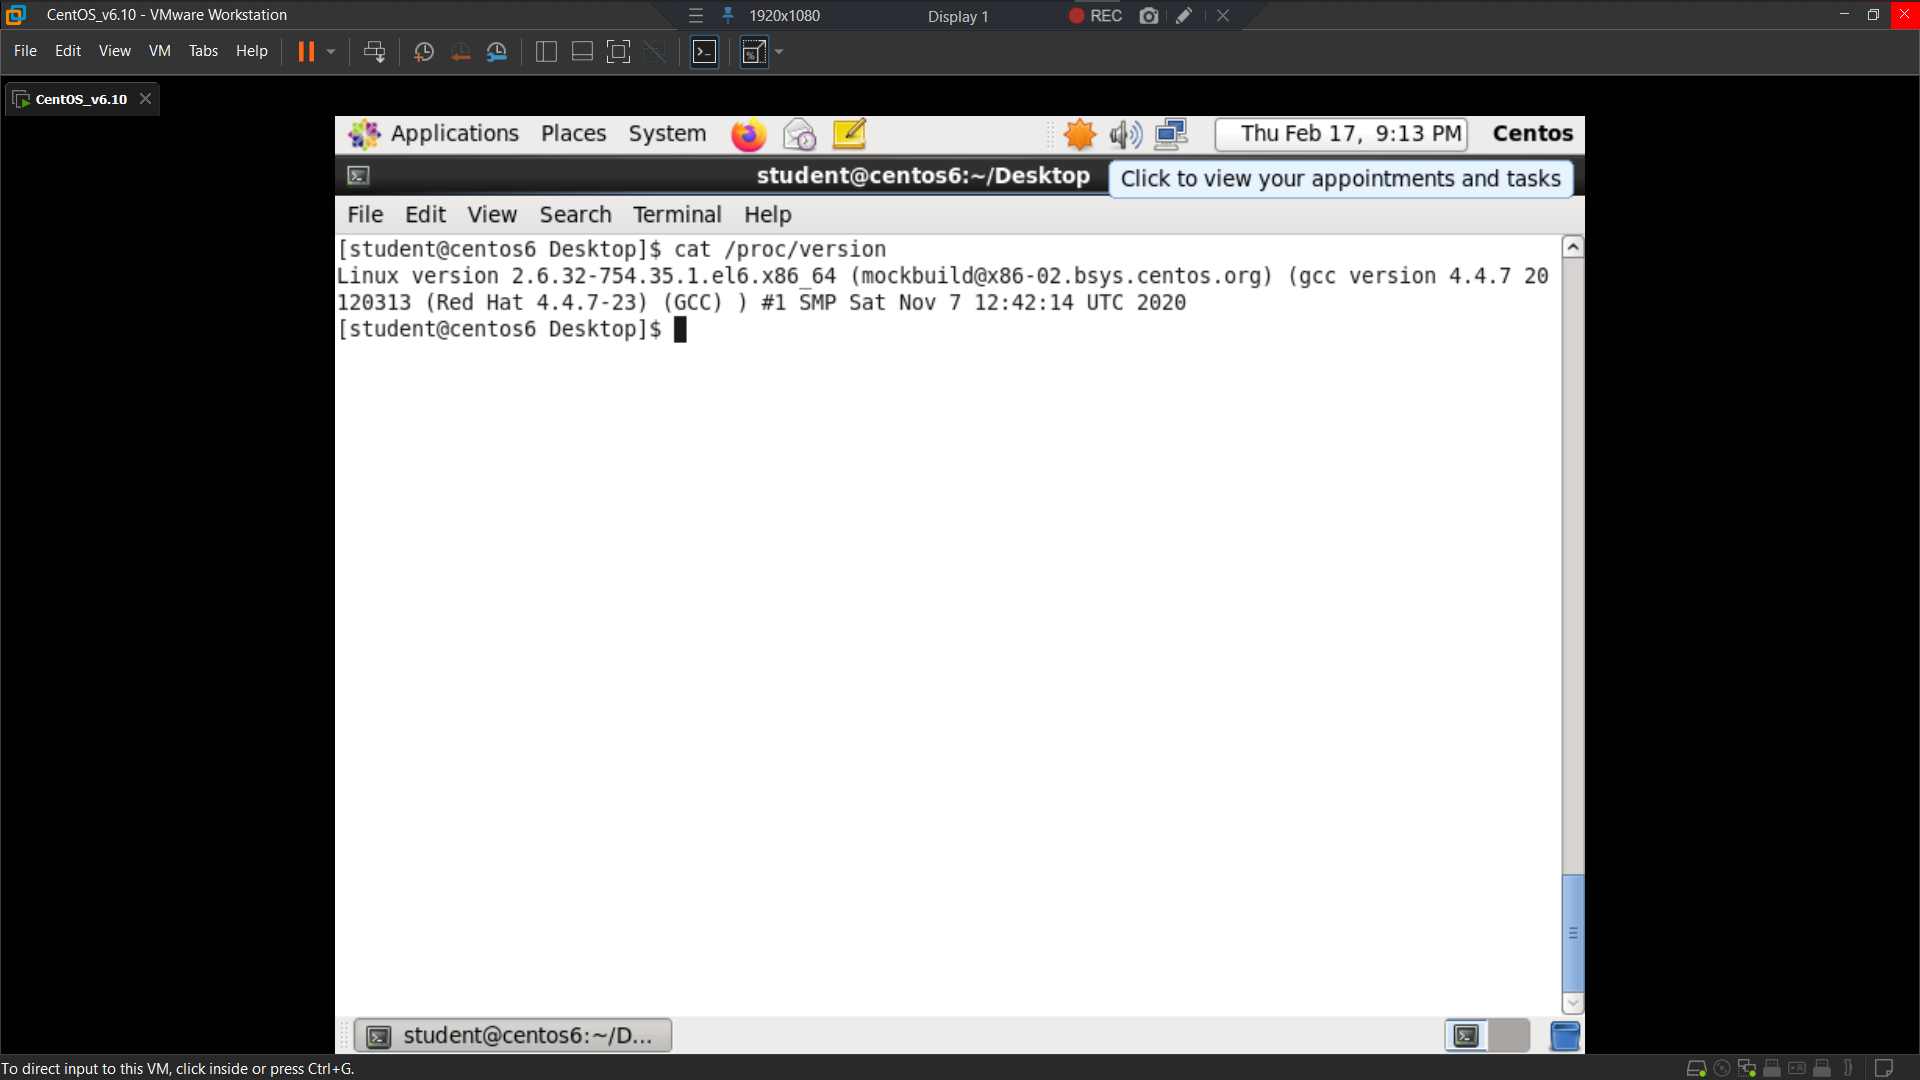 CentOS_v6.10 - VMware Workstation
1920x1080
Display 1
REC
File Edit View VM Tabs Help
CentOS_v6.10
Applications Places System
Thu Feb 17, 9:13 PM
Centos
student@centos6:~/Desktop
Click to view your appointments and tasks
File Edit View Search Terminal Help
[student@centos6 Desktop]$ cat /proc/version
Linux version 2.6.32-754.35.1.el6.x86_64 (mockbuild@x86-02.bsys.centos.org) (gcc version 4.4.7 20
120313 (Red Hat 4.4.7-23) (GCC) ) #1 SMP Sat Nov 7 12:42:14 UTC 2020
[student@centos6 Desktop]$
student@centos6:~/D...
To direct input to this VM, click inside or press Ctrl+G.